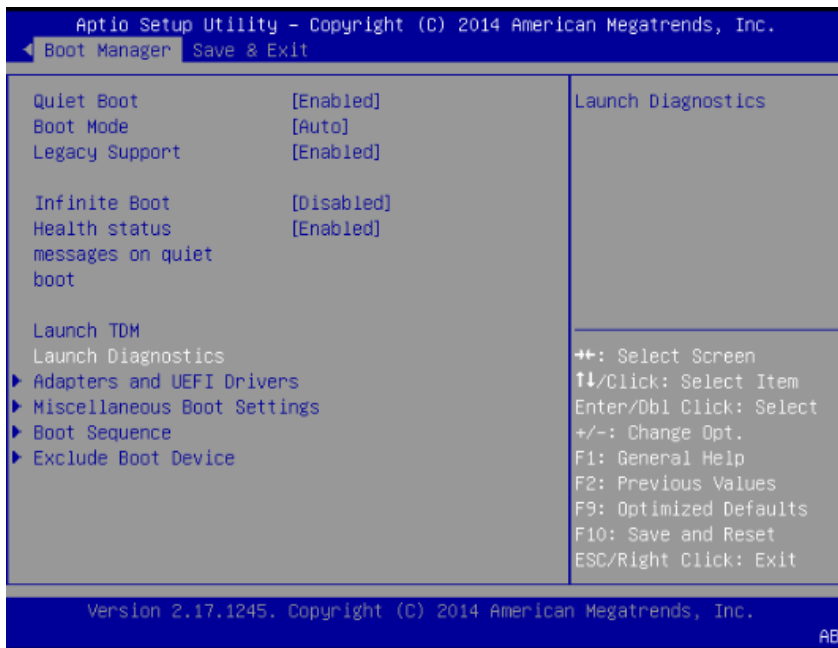 Aptio Setup Utility – Copyright (C) 2014 American Megatrends, Inc.
Boot Manager Save & Exit
Quiet Boot [Enabled]
Boot Mode [Auto]
Legacy Support [Enabled]
Infinite Boot [Disabled]
Health status [Enabled]
messages on quiet
boot
Launch TDM
Launch Diagnostics
Adapters and UEFI Drivers
Miscellaneous Boot Settings
Boot Sequence
Exclude Boot Device
Launch Diagnostics
→←: Select Screen
↑↓/Click: Select Item
Enter/Dbl Click: Select
+/-: Change Opt.
F1: General Help
F2: Previous Values
F9: Optimized Defaults
F10: Save and Reset
ESC/Right Click: Exit
Version 2.17.1245. Copyright (C) 2014 American Megatrends, Inc.
AB